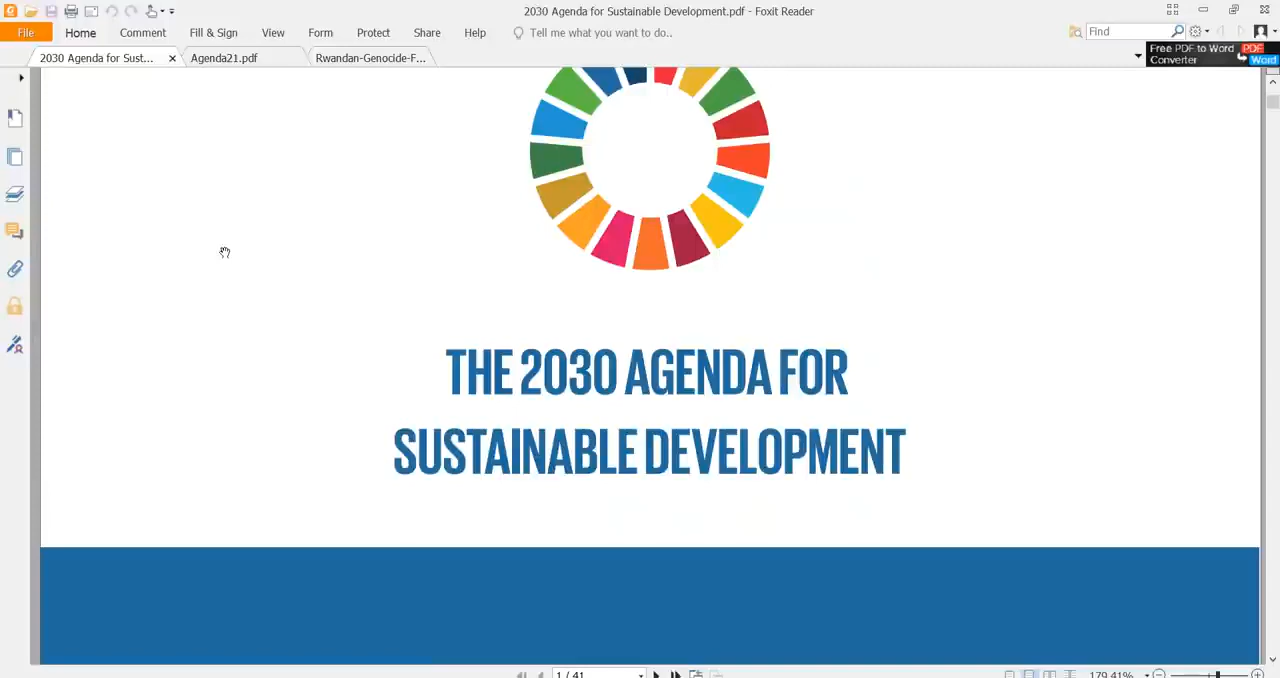 2030 Agenda for Sustainable Development.pdf - Foxit Reader
File Home Comment Fill & Sign View Form Protect Share Help Tell me what you want to do.. Find
2030 Agenda for Sust... Agenda21.pdf Rwandan-Genocide-F...
Free PDF to Word PDF
Converter Word
THE 2030 AGENDA FOR
SUSTAINABLE DEVELOPMENT
1 / 41 179.41%